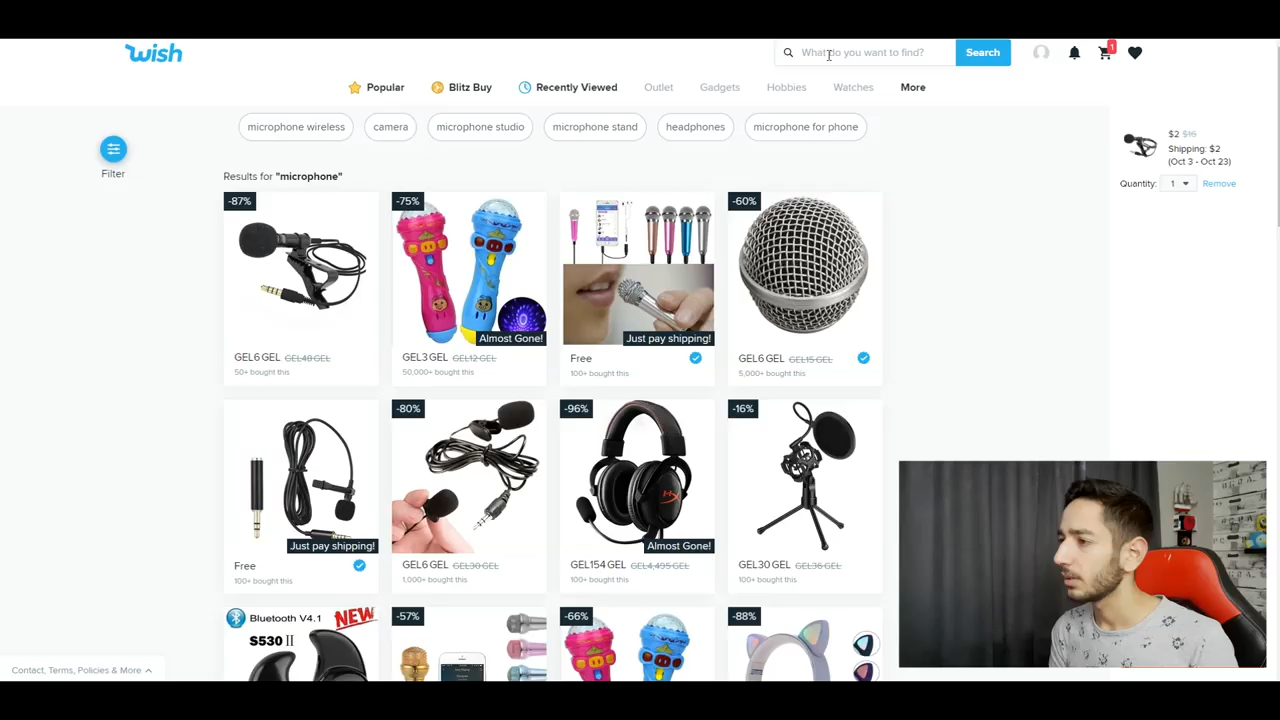 wish
What do you want to find?
Search
1
Popular
Blitz Buy
Recently Viewed
Outlet
Gadgets
Hobbies
Watches
More
microphone wireless
camera
microphone studio
microphone stand
headphones
microphone for phone
Filter
Results for "microphone"
$2 $16
Shipping: $2
(Oct 3 - Oct 23)
Quantity: 1
Remove
-87%
-75%
-60%
Almost Gone!
Just pay shipping!
GEL6 GEL GEL48 GEL
50+ bought this
GEL3 GEL GEL12 GEL
50,000+ bought this
Free
100+ bought this
GEL6 GEL GEL15 GEL
5,000+ bought this
-80%
-96%
-16%
Just pay shipping!
Almost Gone!
Free
100+ bought this
GEL6 GEL GEL30 GEL
1,000+ bought this
GEL154 GEL GEL4,495 GEL
100+ bought this
GEL30 GEL GEL36 GEL
100+ bought this
Bluetooth V4.1
NEW
S530 II
-57%
-66%
-88%
Contact, Terms, Policies & More